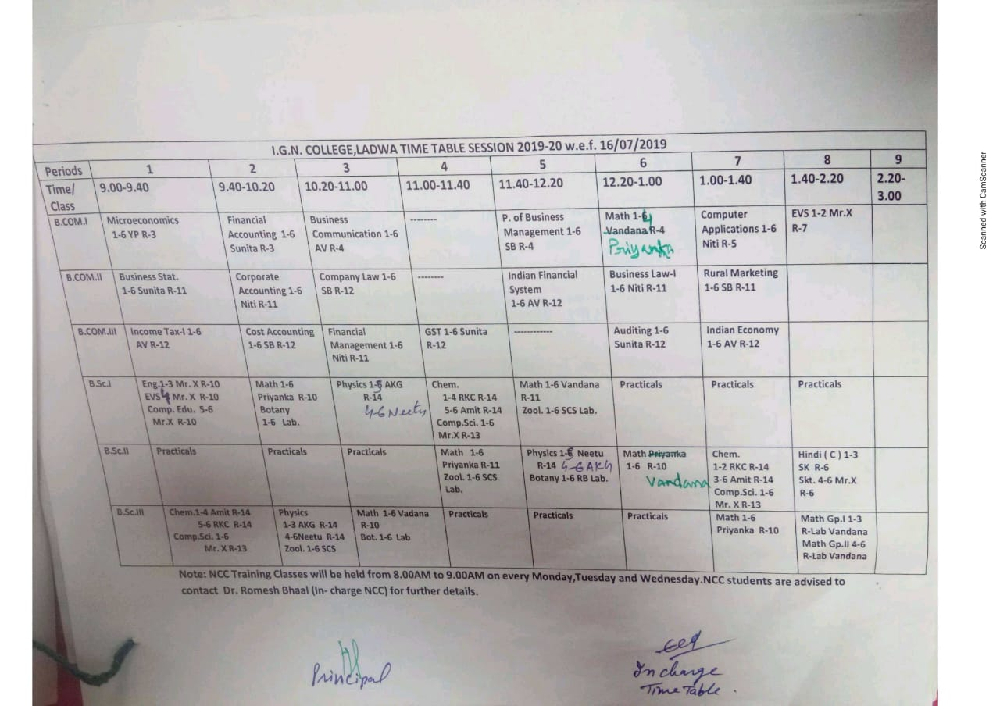 I.G.N. COLLEGE,LADWA TIME TABLE SESSION 2019-20 w.e.f. 16/07/2019
Periods 1 2 3 4 5 6 7 8 9
Time/ Class 9.00-9.40 9.40-10.20 10.20-11.00 11.00-11.40 11.40-12.20 12.20-1.00 1.00-1.40 1.40-2.20 2.20-3.00
B.COM.I
Microeconomics
1-6 YP R-3
Financial
Accounting 1-6
Sunita R-3
Business
Communication 1-6
AV R-4
--------
P. of Business
Management 1-6
SB R-4
Math 1-6
Vandana R-4
Priyanka
Computer
Applications 1-6
Niti R-5
EVS 1-2 Mr.X
R-7
B.COM.II
Business Stat.
1-6 Sunita R-11
Corporate
Accounting 1-6
Niti R-11
Company Law 1-6
SB R-12
--------
Indian Financial
System
1-6 AV R-12
Business Law-I
1-6 Niti R-11
Rural Marketing
1-6 SB R-11
B.COM.III
Income Tax-I 1-6
AV R-12
Cost Accounting
1-6 SB R-12
Financial
Management 1-6
Niti R-11
GST 1-6 Sunita
R-12
------------
Auditing 1-6
Sunita R-12
Indian Economy
1-6 AV R-12
B.Sc.I
Eng.1-3 Mr. X R-10
EVS 4 Mr. X R-10
Comp. Edu. 5-6
Mr.X R-10
Math 1-6
Priyanka R-10
Botany
1-6 Lab.
Physics AKG
R-14
4-6 Neetu
Chem.
1-4 RKC R-14
5-6 Amit R-14
Comp.Sci. 1-6
Mr.X R-13
Math 1-6 Vandana
R-11
Zool. 1-6 SCS Lab.
Practicals
Practicals
Practicals
B.Sc.II
Practicals
Practicals
Practicals
Math 1-6
Priyanka R-11
Zool. 1-6 SCS
Lab.
Physics Neetu
R-14 4-6 AKG
Botany 1-6 RB Lab.
Math Priyanka
1-6 R-10
Vandana
Chem.
1-2 RKC R-14
3-6 Amit R-14
Comp.Sci. 1-6
Mr. X R-13
Hindi ( C ) 1-3
SK R-6
Skt. 4-6 Mr.X
R-6
B.Sc.III
Chem.1-4 Amit R-14
5-6 RKC R-14
Comp.Sci. 1-6
Mr. X R-13
Physics
1-3 AKG R-14
4-6Neetu R-14
Zool. 1-6 SCS
Math 1-6 Vadana
R-10
Bot. 1-6 Lab
Practicals
Practicals
Practicals
Math 1-6
Priyanka R-10
Math Gp.I 1-3
R-Lab Vandana
Math Gp.II 4-6
R-Lab Vandana
Note: NCC Training Classes will be held from 8.00AM to 9.00AM on every Monday,Tuesday and Wednesday.NCC students are advised to
contact Dr. Romesh Bhaal (In- charge NCC) for further details.
Principal
Incharge
Time Table .
Scanned with CamScanner